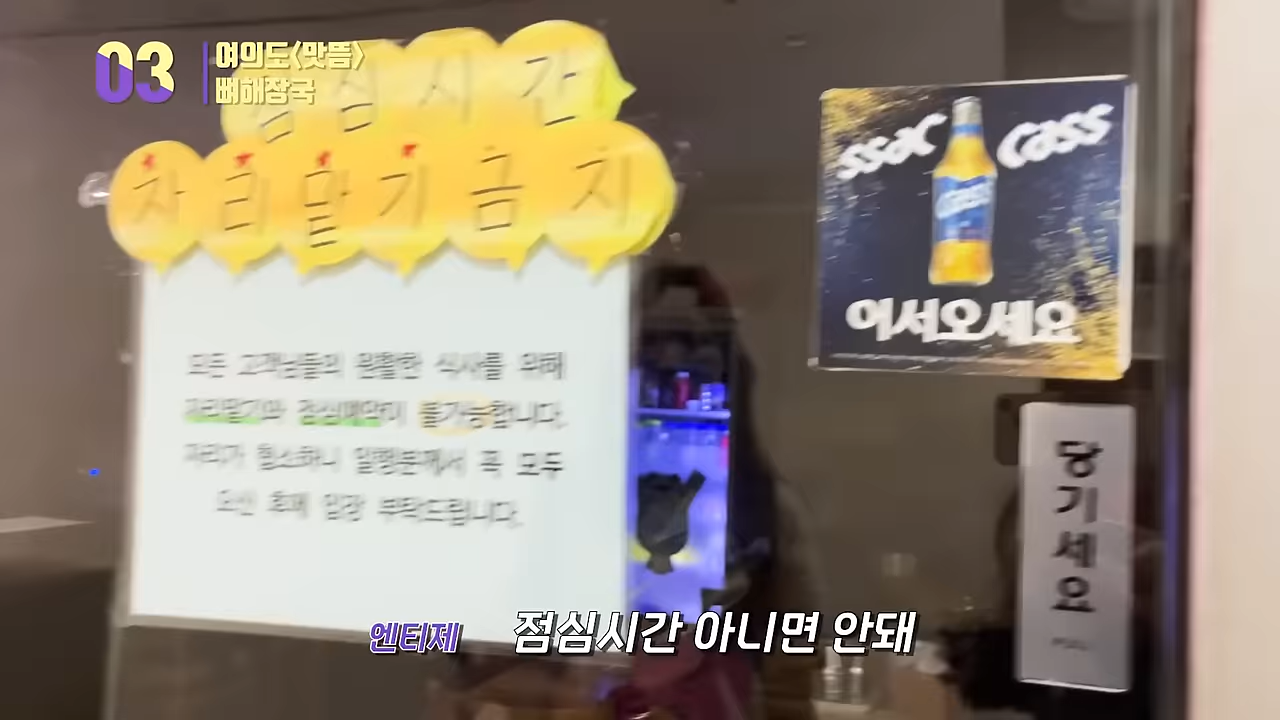 03
여의도<맛뜸>
뼈해장국
점심시간
자리맡기금지
모든 고객님들의 원활한 식사를 위해
자리맡기와 점심예약이 불가능합니다.
자리가 협소하니 일행분께서 꼭 모두
오신 후에 입장 부탁드립니다.
ssac Cass
Cass
어서오세요
당기세요
PULL
엔티제 점심시간 아니면 안돼